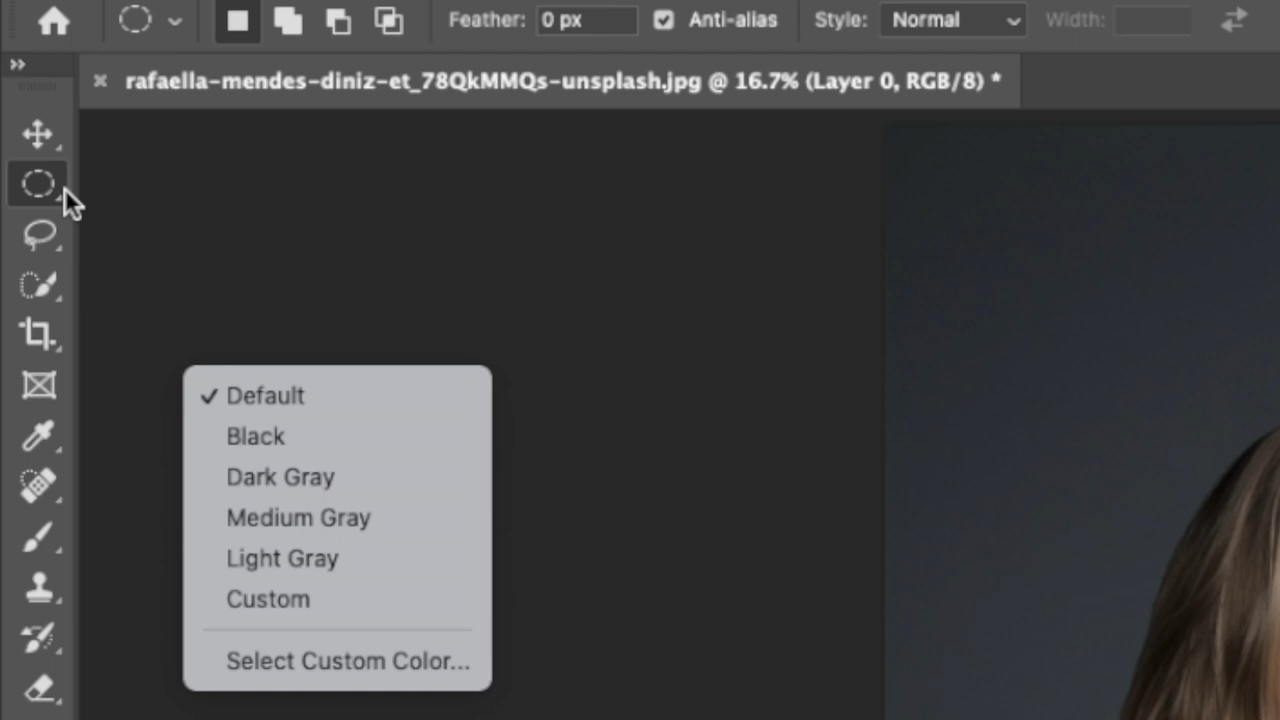 Feather: 0 px Anti-alias Style: Normal Width:
rafaella-mendes-diniz-et_78QkMMQs-unsplash.jpg @ 16.7% (Layer 0, RGB/8) *
Default
Black
Dark Gray
Medium Gray
Light Gray
Custom
Select Custom Color...